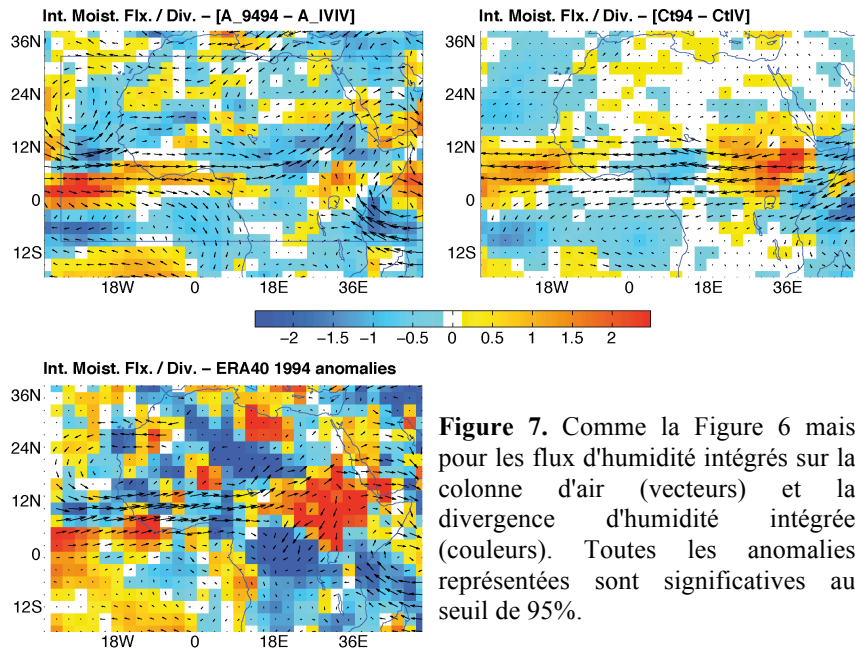 Int. Moist. Flx. / Div. – [A_9494 – A_IVIV]
36N
24N
12N
0
12S
18W 0 18E 36E
Int. Moist. Flx. / Div. – [Ct94 – CtIV]
36N
24N
12N
0
12S
18W 0 18E 36E
−2 −1.5 −1 −0.5 0 0.5 1 1.5 2
Int. Moist. Flx. / Div. – ERA40 1994 anomalies
36N
24N
12N
0
12S
18W 0 18E 36E
Figure 7. Comme la Figure 6 mais
pour les flux d'humidité intégrés sur la
colonne d'air (vecteurs) et la
divergence d'humidité intégrée
(couleurs). Toutes les anomalies
représentées sont significatives au
seuil de 95%.